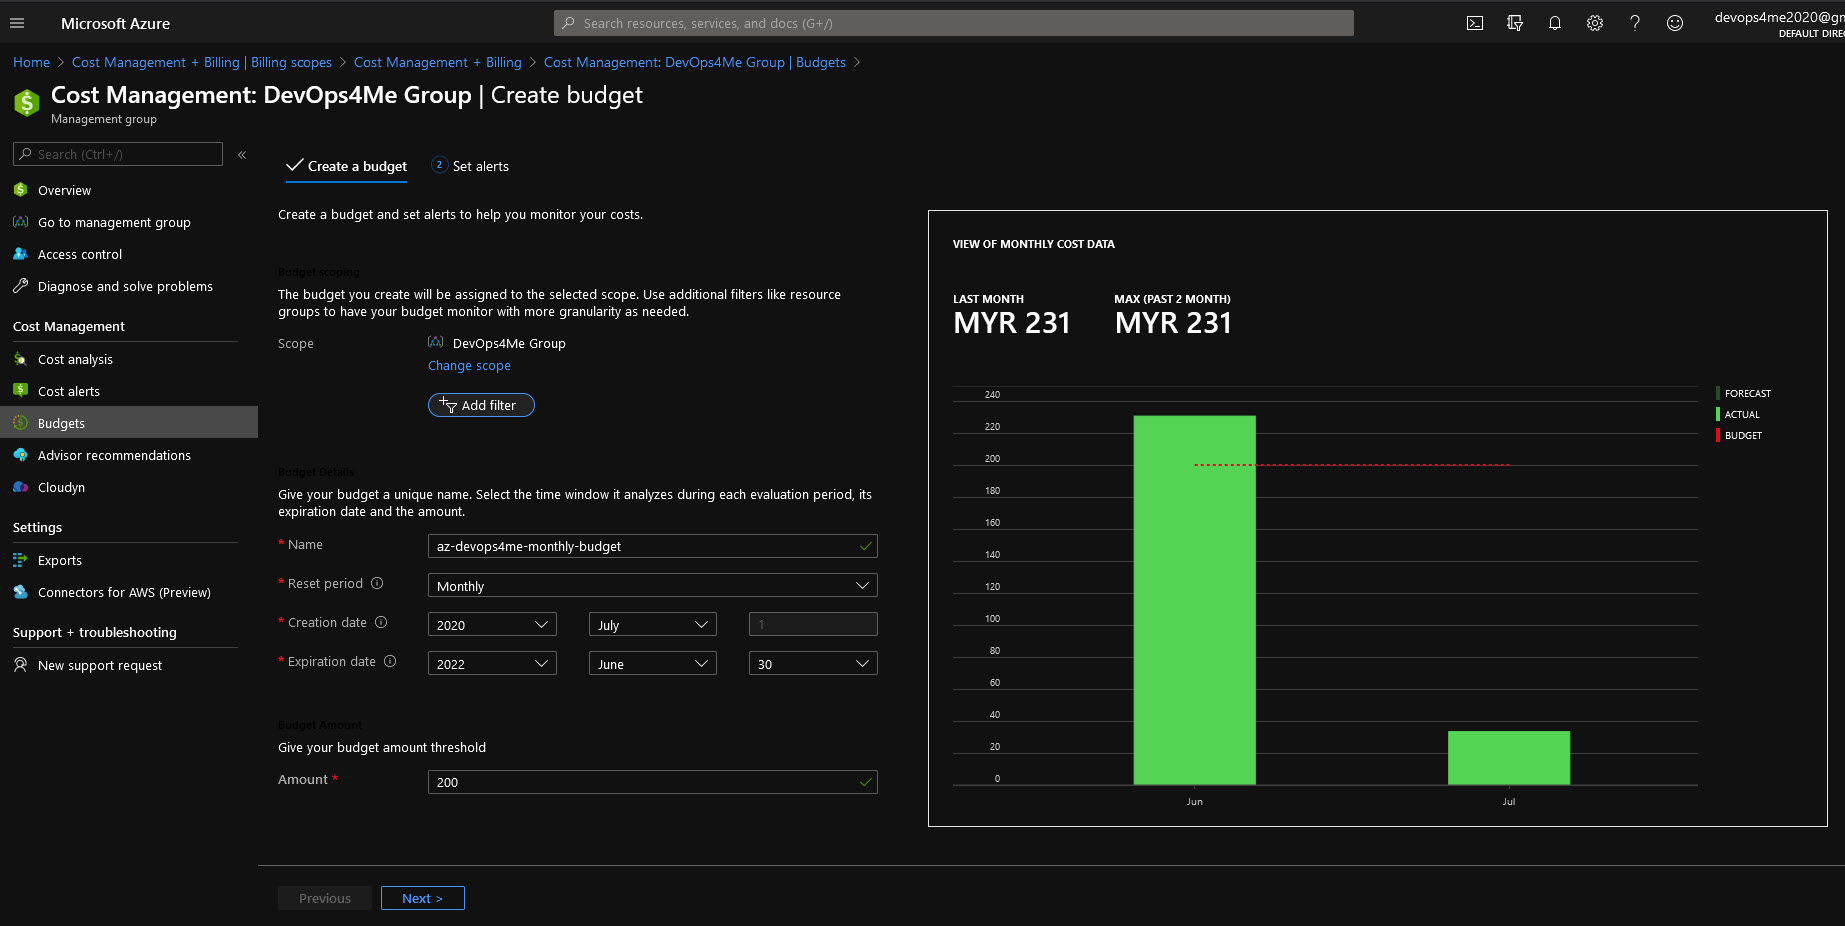 Microsoft Azure
Search resources, services, and docs (G+/)
devops4me2020@gm
DEFAULT DIREC
Home > Cost Management + Billing | Billing scopes > Cost Management + Billing > Cost Management: DevOps4Me Group | Budgets >
Cost Management: DevOps4Me Group | Create budget
Management group
Search (Ctrl+/)
«
Overview
Go to management group
Access control
Diagnose and solve problems
Cost Management
Cost analysis
Cost alerts
Budgets
Advisor recommendations
Cloudyn
Settings
Exports
Connectors for AWS (Preview)
Support + troubleshooting
New support request
Create a budget
2 Set alerts
Create a budget and set alerts to help you monitor your costs.
Budget scoping
The budget you create will be assigned to the selected scope. Use additional filters like resource
groups to have your budget monitor with more granularity as needed.
Scope
DevOps4Me Group
Change scope
Add filter
Budget Details
Give your budget a unique name. Select the time window it analyzes during each evaluation period, its
expiration date and the amount.
* Name
az-devops4me-monthly-budget
* Reset period
Monthly
* Creation date
2020
July
1
* Expiration date
2022
June
30
Budget Amount
Give your budget amount threshold
Amount *
200
Previous
Next >
VIEW OF MONTHLY COST DATA
LAST MONTH
MYR 231
MAX (PAST 2 MONTH)
MYR 231
240
220
200
180
160
140
120
100
80
60
40
20
0
Jun
Jul
FORECAST
ACTUAL
BUDGET